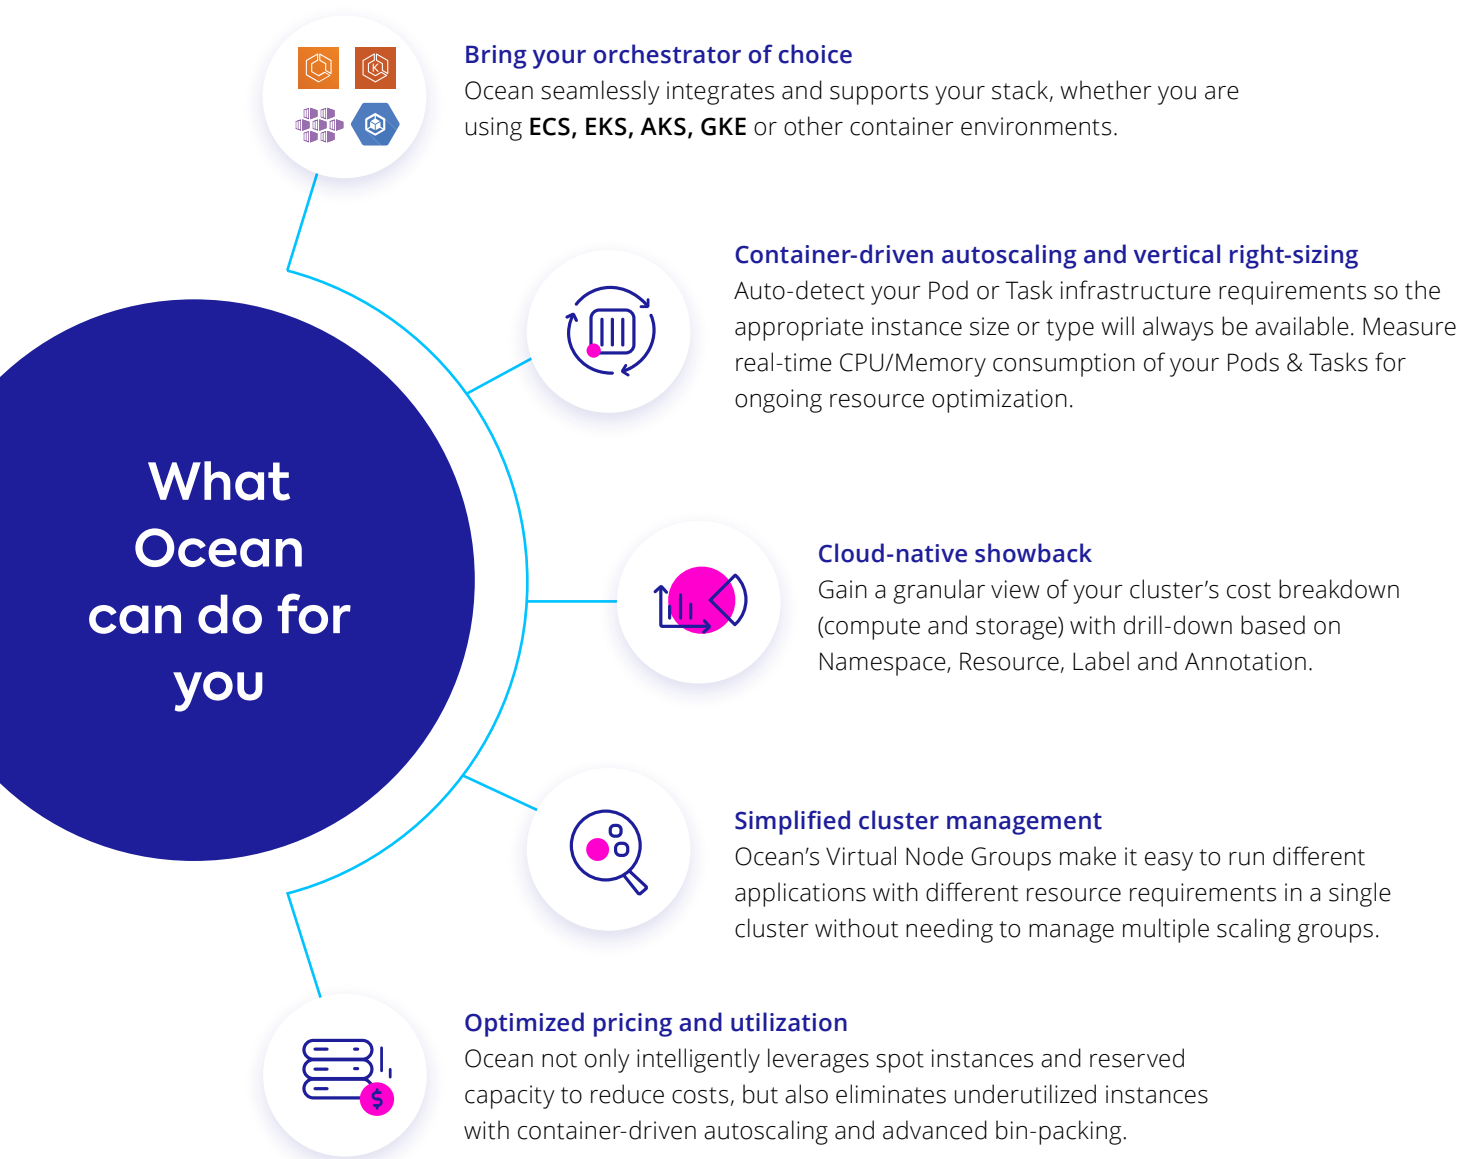 Bring your orchestrator of choice
Ocean seamlessly integrates and supports your stack, whether you are
using ECS, EKS, AKS, GKE or other container environments.
Container-driven autoscaling and vertical right-sizing
Auto-detect your Pod or Task infrastructure requirements so the
appropriate instance size or type will always be available. Measure
real-time CPU/Memory consumption of your Pods & Tasks for
ongoing resource optimization.
What
Ocean
can do for
you
Cloud-native showback
Gain a granular view of your cluster’s cost breakdown
(compute and storage) with drill-down based on
Namespace, Resource, Label and Annotation.
Simplified cluster management
Ocean’s Virtual Node Groups make it easy to run different
applications with different resource requirements in a single
cluster without needing to manage multiple scaling groups.
Optimized pricing and utilization
Ocean not only intelligently leverages spot instances and reserved
capacity to reduce costs, but also eliminates underutilized instances
with container-driven autoscaling and advanced bin-packing.
K
$